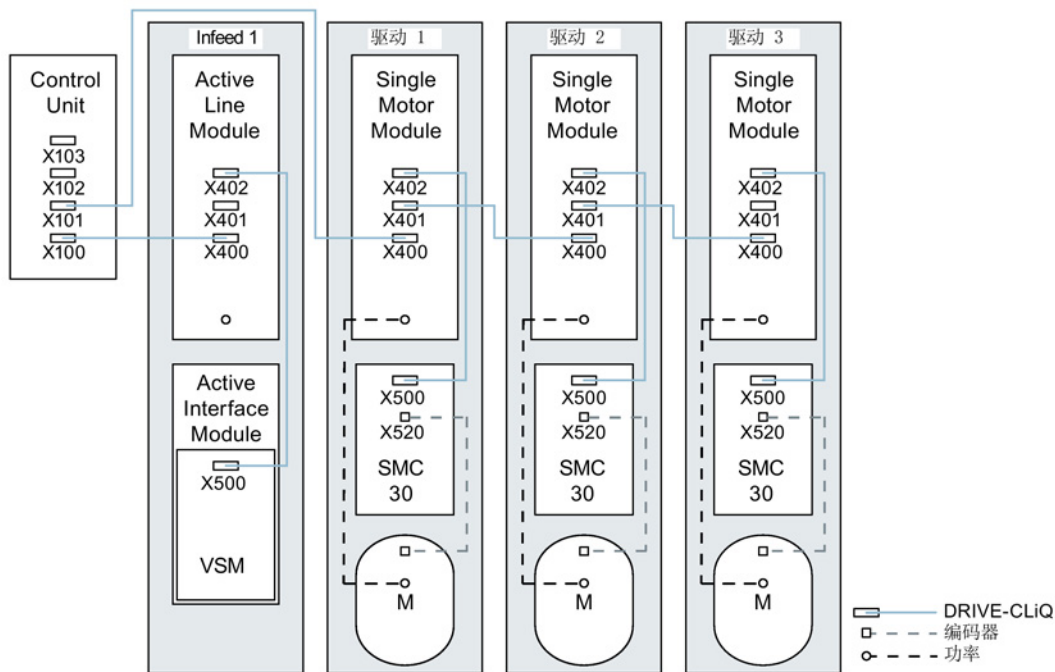 Control
Unit
X103
X102
X101
X100
Infeed 1
Active
Line
Module
X402
X401
X400
Active
Interface
Module
X500
VSM
驱动 1
Single
Motor
Module
X402
X401
X400
X500
X520
SMC
30
M
驱动 2
Single
Motor
Module
X402
X401
X400
X500
X520
SMC
30
M
驱动 3
Single
Motor
Module
X402
X401
X400
X500
X520
SMC
30
M
DRIVE-CLiQ
编码器
功率